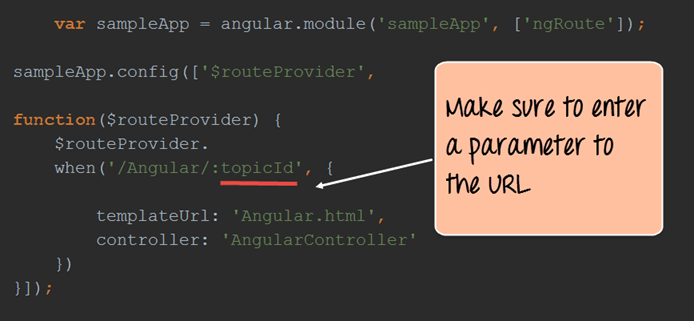 var sampleApp = angular.module('sampleApp', ['ngRoute']);
sampleApp.config(['$routeProvider',
function($routeProvider) {
$routeProvider.
when('/Angular/:topicId', {
templateUrl: 'Angular.html',
controller: 'AngularController'
})
}]);
Make sure to enter
a parameter to
the URL